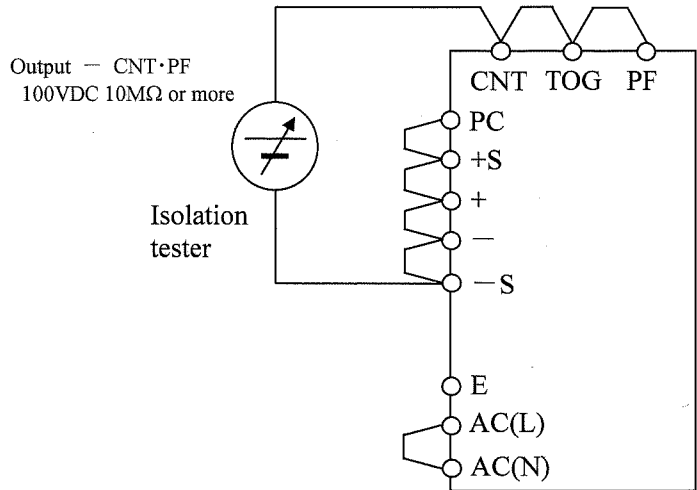 Output － CNT･PF
100VDC 10MΩ or more
Isolation
tester
CNT TOG PF
PC
+S
+
－
－S
E
AC(L)
AC(N)